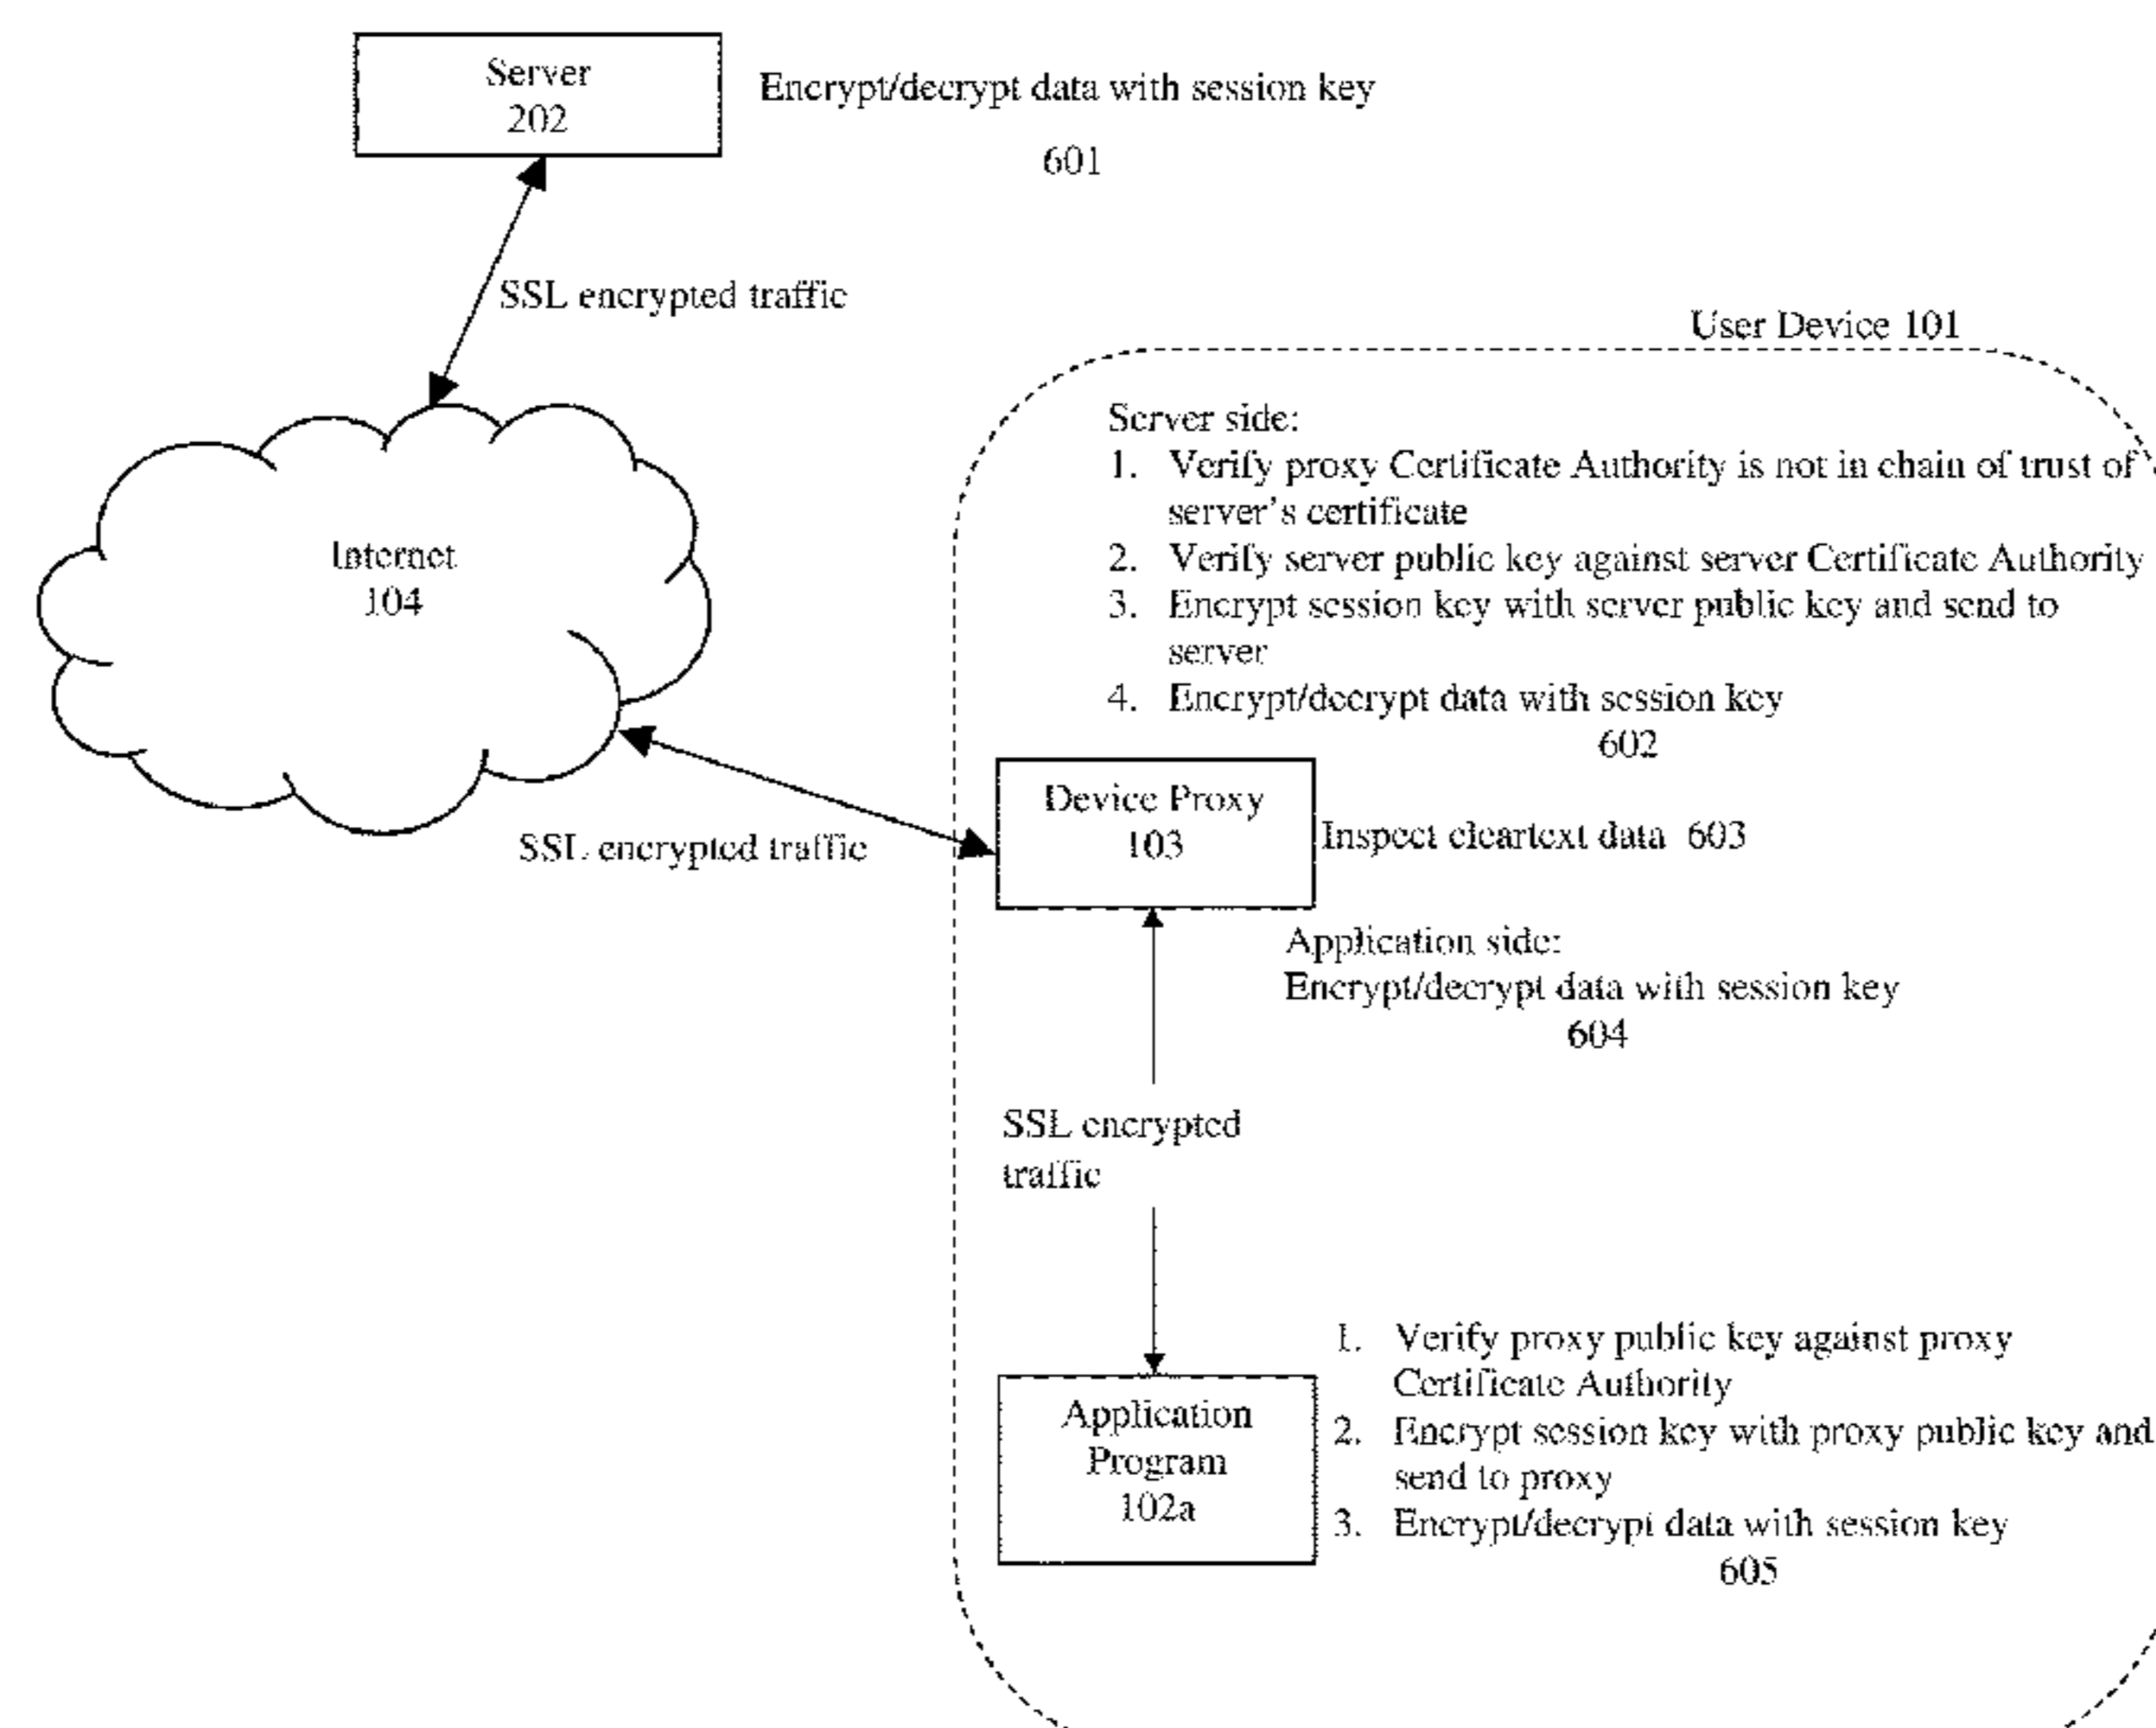 Server
202
Encrypt/decrypt data with session key
601
SSL encrypted traffic
User Device 101
Server side:
1. Verify proxy Certificate Authority is not in chain of trust of
server's certificate
2. Verify server public key against server Certificate Authority
3. Encrypt session key with server public key and send to
server
4. Encrypt/decrypt data with session key
602
Internet
104
SSL encrypted traffic
Device Proxy
103
Inspect cleartext data 603
Application side:
Encrypt/decrypt data with session key
604
SSL encrypted
traffic
Application
Program
102a
1. Verify proxy public key against proxy
Certificate Authority
2. Encrypt session key with proxy public key and
send to proxy
3. Encrypt/decrypt data with session key
605